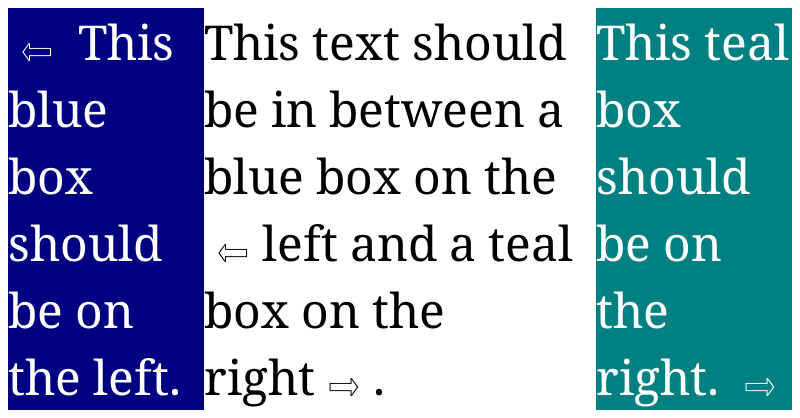 ⇦ This
blue
box
should
be on
the left.
This text should
be in between a
blue box on the
⇦ left and a teal
box on the
right ⇨ .
This teal
box
should
be on
the
right. ⇨